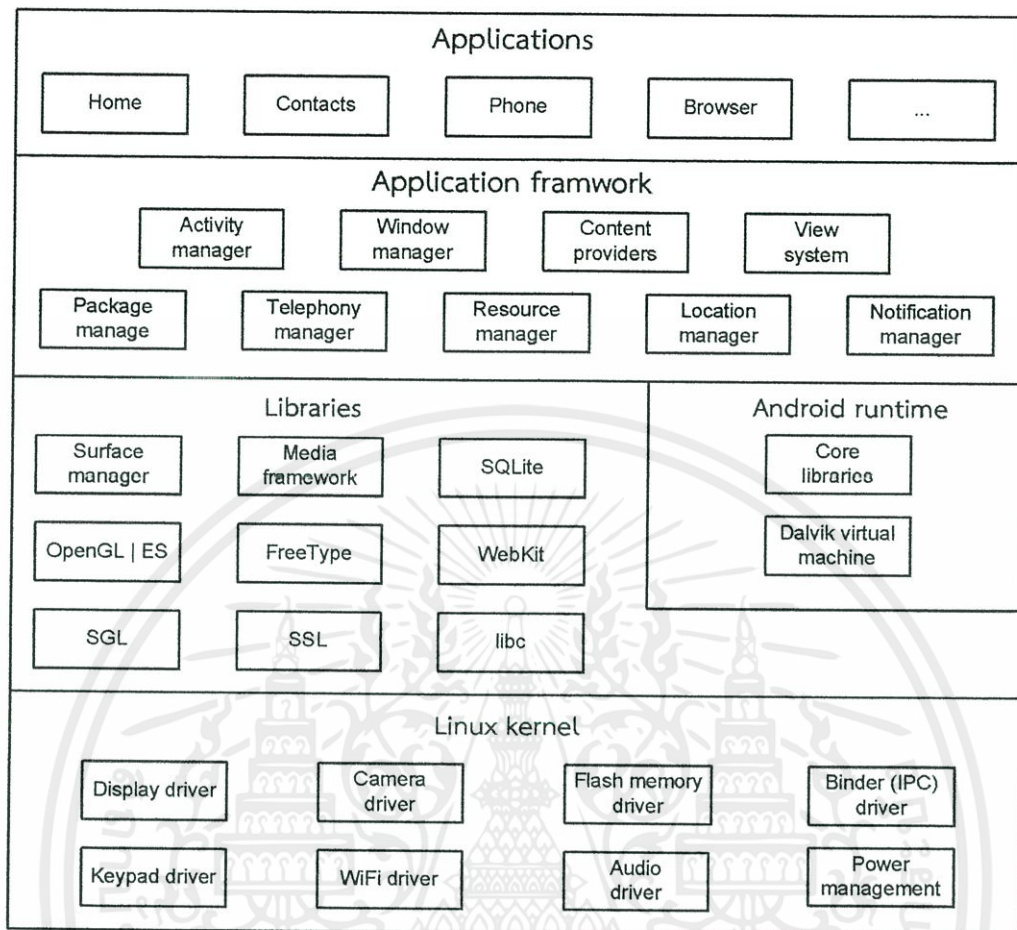 Applications
Home
Contacts
Phone
Browser
...
Application framwork
Activity
manager
Window
manager
Content
providers
View
system
Package
manage
Telephony
manager
Resource
manager
Location
manager
Notification
manager
Libraries
Surface
manager
Media
framework
SQLite
OpenGL | ES
FreeType
WebKit
SGL
SSL
libc
Android runtime
Core
libraries
Dalvik virtual
machine
Linux kernel
Display driver
Camera
driver
Flash memory
driver
Binder (IPC)
driver
Keypad driver
WiFi driver
Audio
driver
Power
management